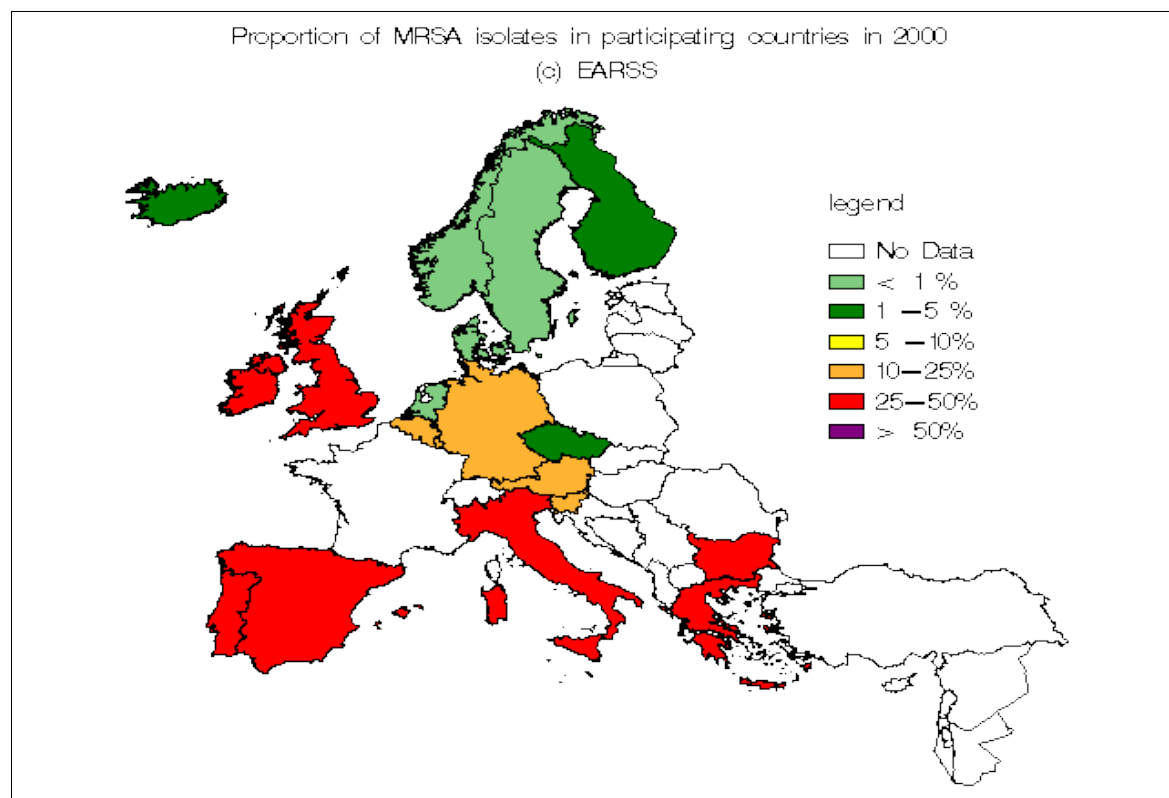 Proportion of MRSA isolates in participating countries in 2000
(c) EARSS
legend
No Data
< 1 %
1 –5 %
5 –10%
10–25%
25–50%
> 50%